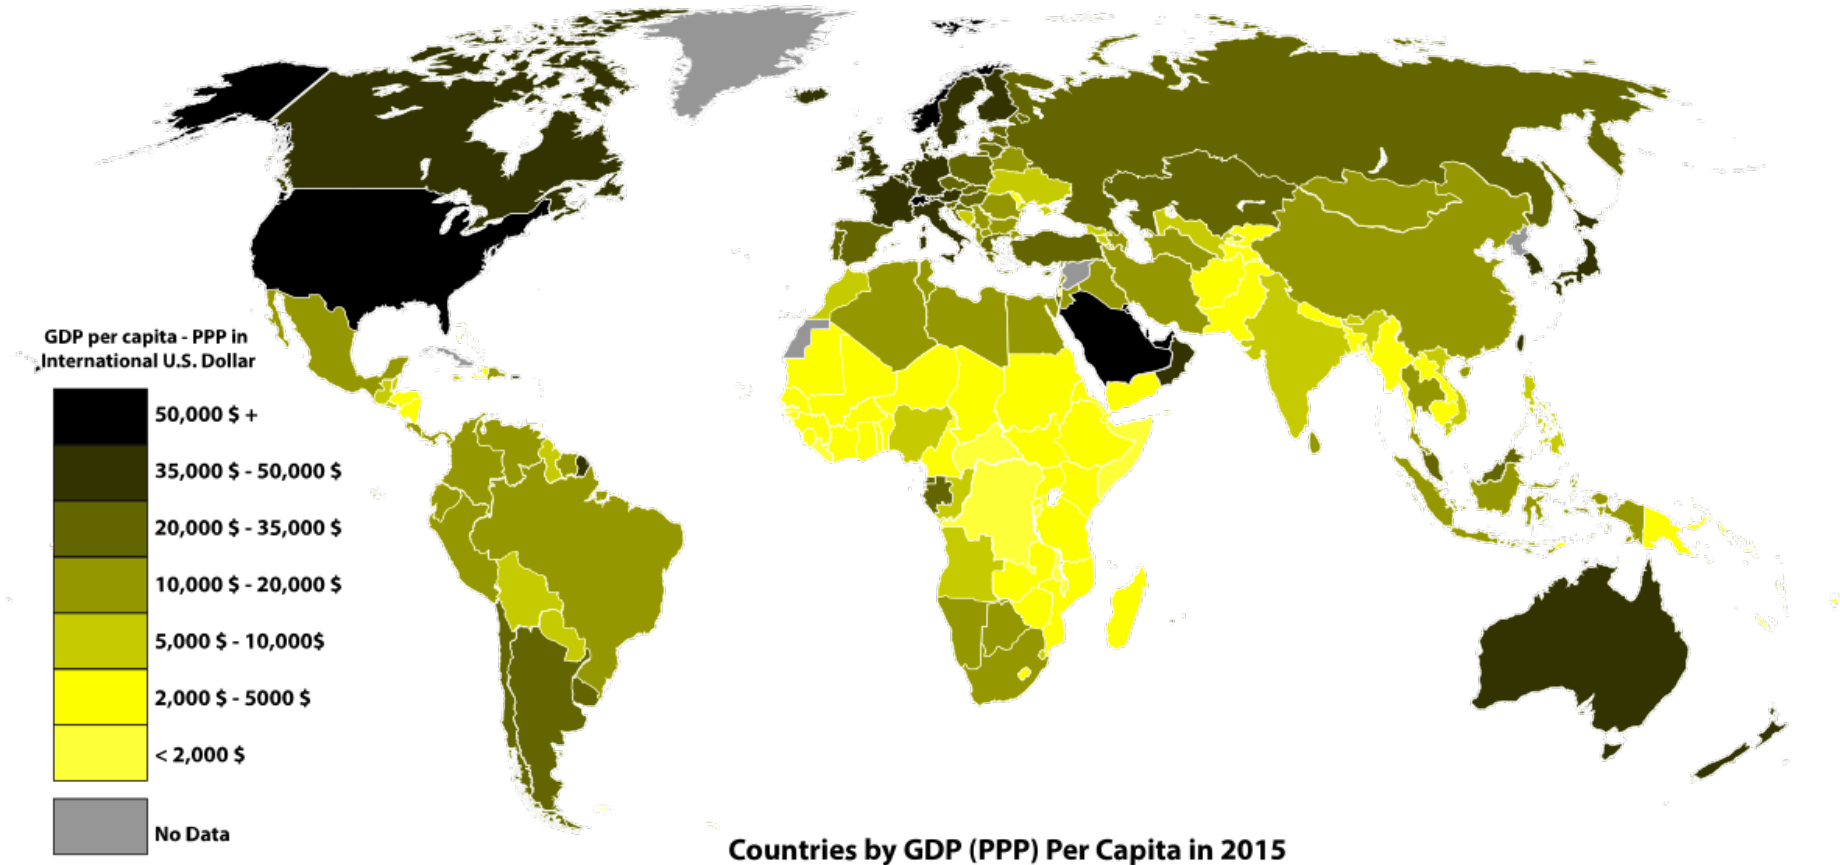 GDP per capita - PPP in
International U.S. Dollar
50,000 $ +
35,000 $ - 50,000 $
20,000 $ - 35,000 $
10,000 $ - 20,000 $
5,000 $ - 10,000$
2,000 $ - 5000 $
< 2,000 $
No Data
Countries by GDP (PPP) Per Capita in 2015